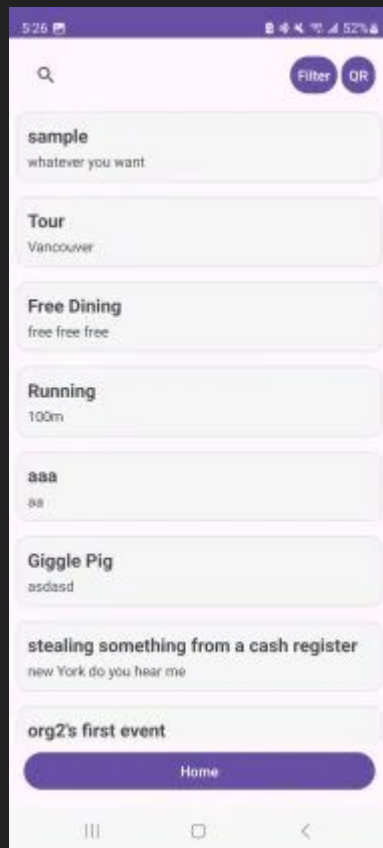 5:26
52%
Filter
QR
sample
whatever you want
Tour
Vancouver
Free Dining
free free free
Running
100m
aaa
aa
Giggle Pig
asdasd
stealing something from a cash register
new York do you hear me
org2's first event
Home